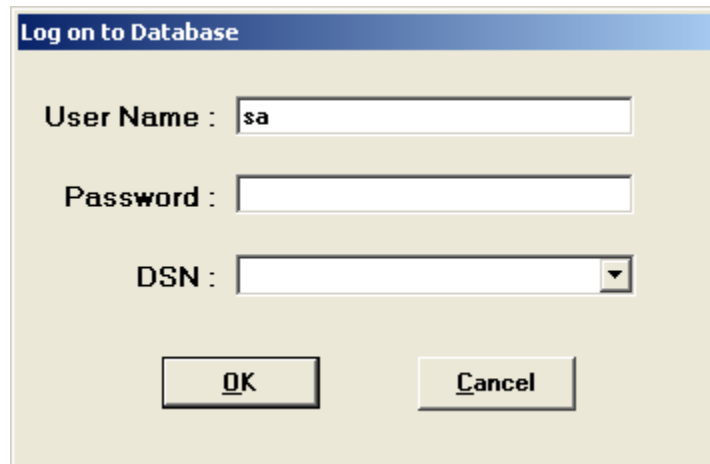 Log on to Database
User Name : sa
Password :
DSN :
OK Cancel